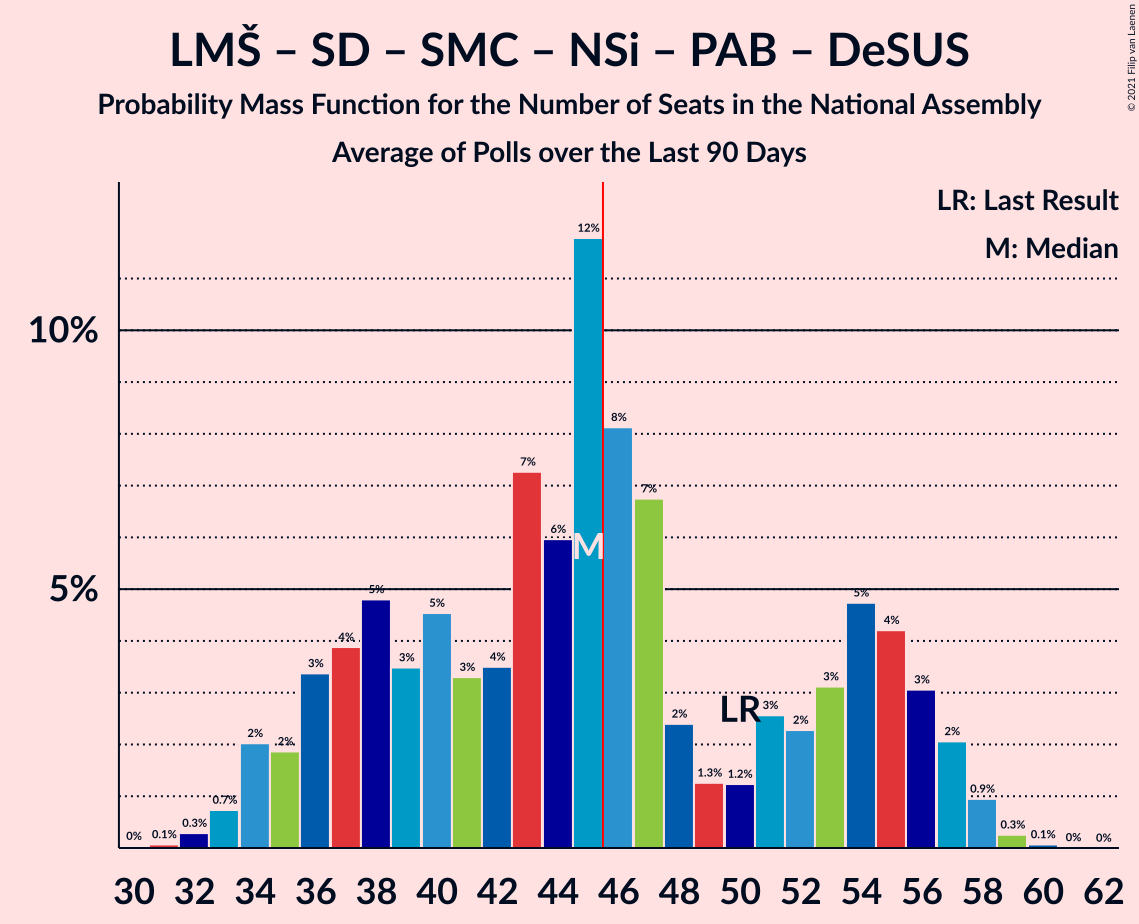 LMŠ – SD – SMC – NSi – PAB – DeSUS
Probability Mass Function for the Number of Seats in the National Assembly
Average of Polls over the Last 90 Days
© 2021 Filip van Laenen
LR: Last Result
M: Median
10%
5%
0% 0.1% 0.3% 0.7% 2% 2% 3% 4% 5% 3% 5% 3% 4% 7% 6% 12% 8% 7% 2% 1.3% 1.2% 3% 2% 3% 5% 4% 3% 2% 0.9% 0.3% 0.1% 0% 0%
M
LR
30 32 34 36 38 40 42 44 46 48 50 52 54 56 58 60 62